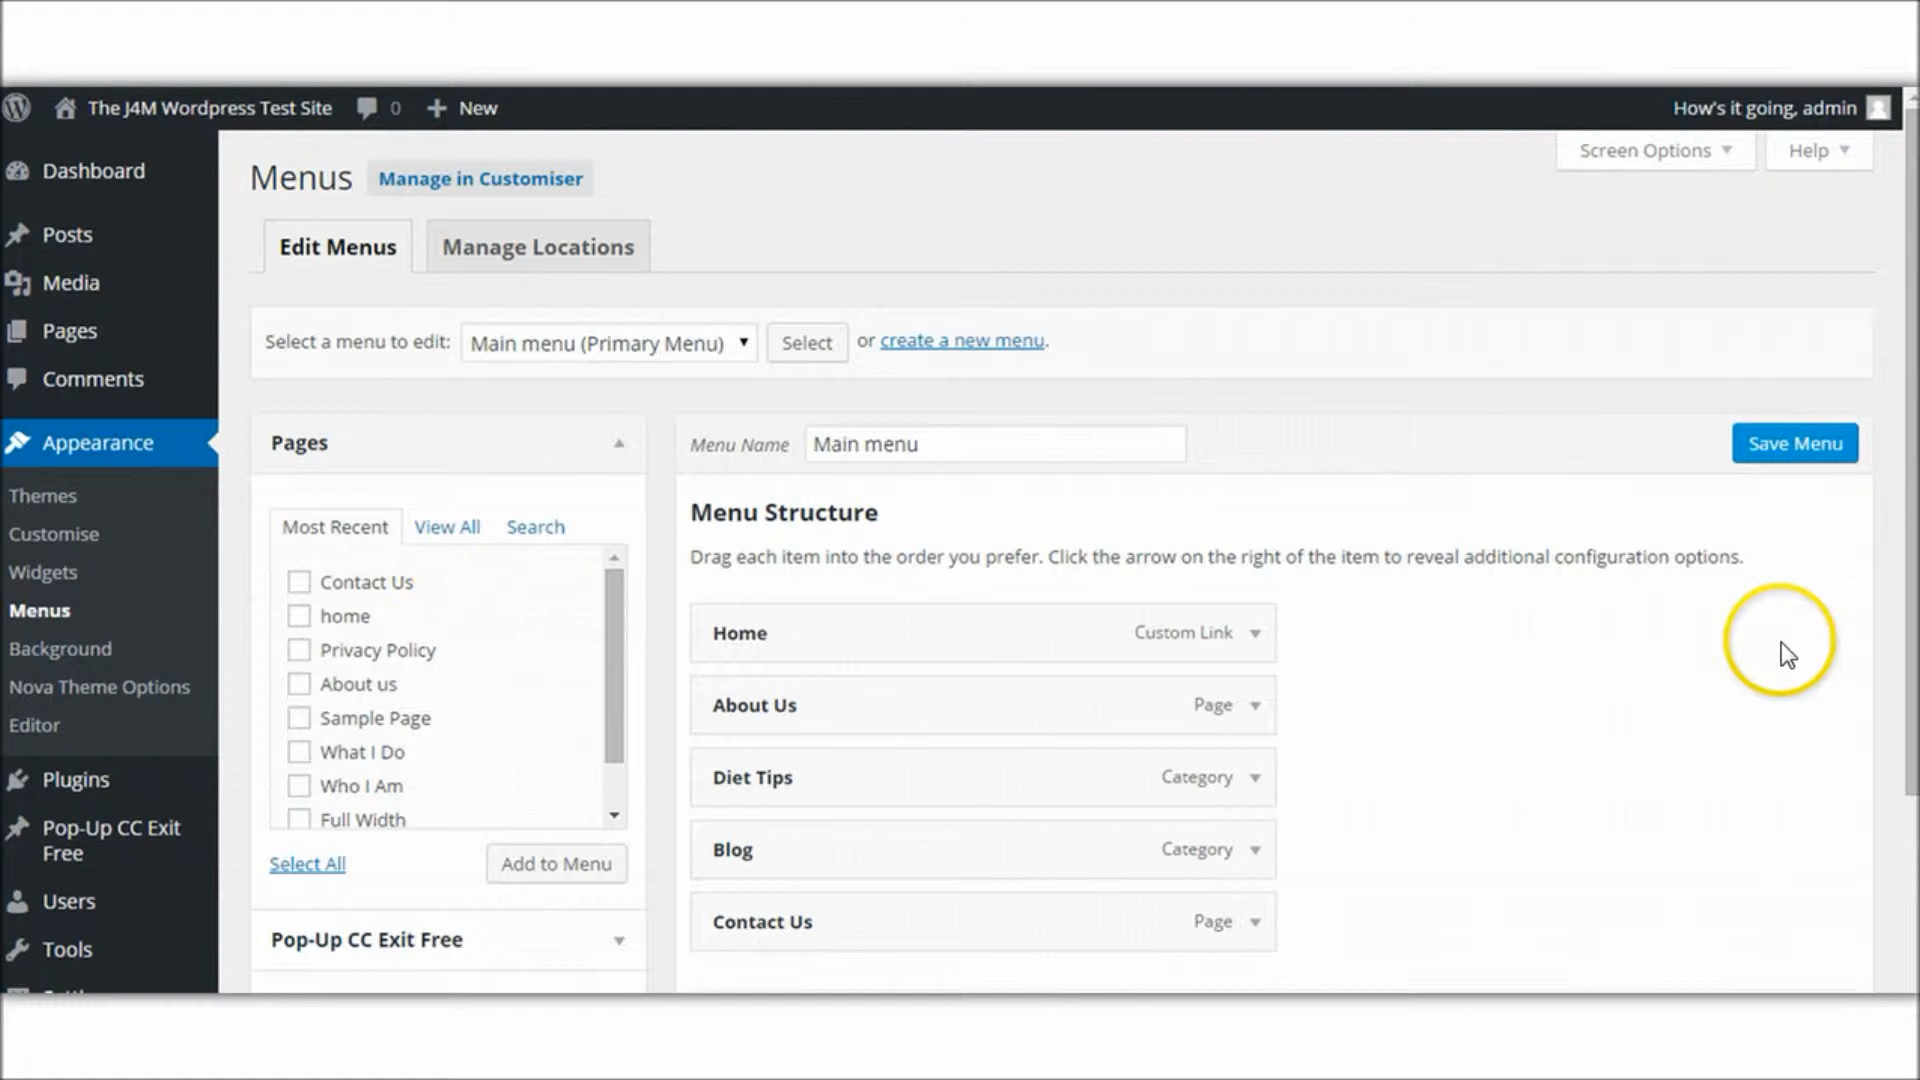 The J4M Wordpress Test Site 0 New How's it going, admin
Screen Options Help
Dashboard
Posts
Media
Pages
Comments
Appearance
Themes
Customise
Widgets
Menus
Background
Nova Theme Options
Editor
Plugins
Pop-Up CC Exit
Free
Users
Tools
Menus Manage in Customiser
Edit Menus Manage Locations
Select a menu to edit: Main menu (Primary Menu) Select or create a new menu.
Pages
Most Recent View All Search
Contact Us
home
Privacy Policy
About us
Sample Page
What I Do
Who I Am
Full Width
Select All Add to Menu
Pop-Up CC Exit Free
Menu Name Main menu Save Menu
Menu Structure
Drag each item into the order you prefer. Click the arrow on the right of the item to reveal additional configuration options.
Home Custom Link
About Us Page
Diet Tips Category
Blog Category
Contact Us Page